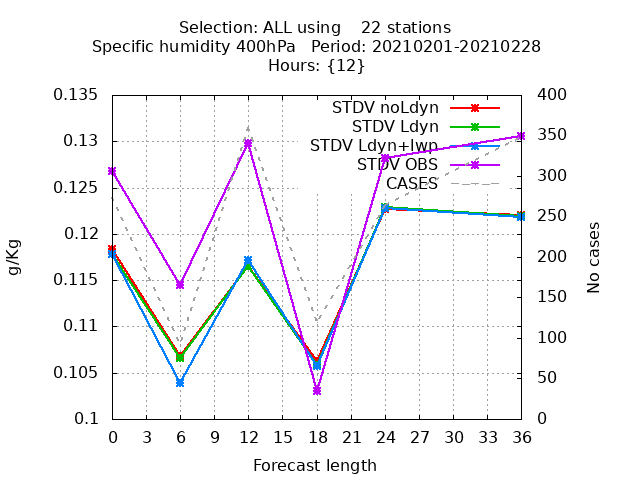 Selection: ALL using    22 stations
Specific humidity 400hPa   Period: 20210201-20210228
Hours: {12}
STDV noLdyn
STDV Ldyn
STDV Ldyn+lwn
STDV OBS
CASES
0.135
0.13
0.125
0.12
0.115
0.11
0.105
0.1
g/Kg
400
350
300
250
200
150
100
50
0
No cases
0 3 6 9 12 15 18 21 24 27 30 33 36
Forecast length